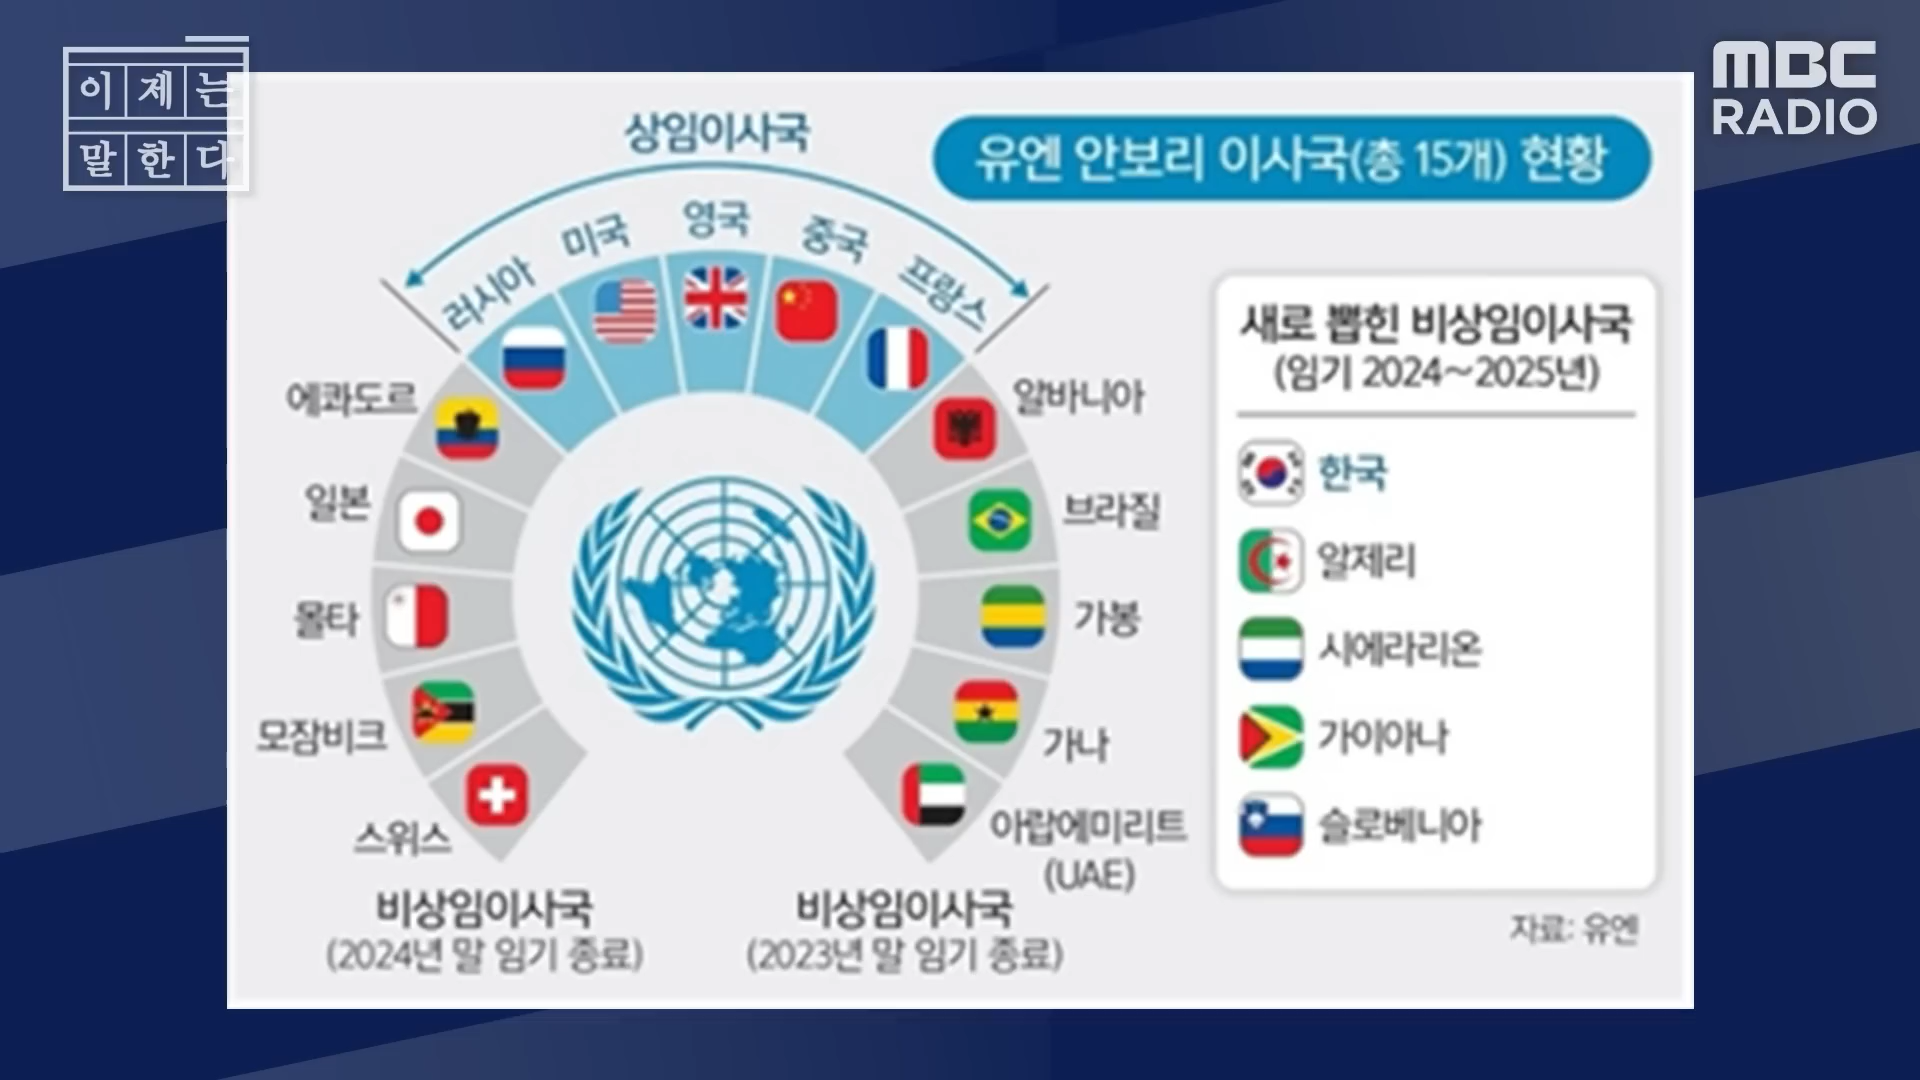 이제는
말한다
MBC
RADIO
유엔 안보리 이사국(총 15개) 현황
상임이사국
러시아
미국
영국
중국
프랑스
에콰도르
일본
몰타
모잠비크
스위스
비상임이사국
(2024년 말 임기 종료)
알바니아
브라질
가봉
가나
아랍에미리트
(UAE)
비상임이사국
(2023년 말 임기 종료)
새로 뽑힌 비상임이사국
(임기 2024~2025년)
한국
알제리
시에라리온
가이아나
슬로베니아
자료: 유엔